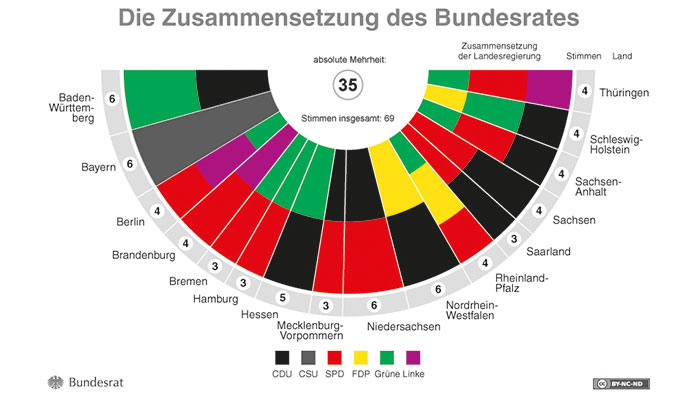 Die Zusammensetzung des Bundesrates
absolute Mehrheit:
35
Stimmen insgesamt: 69
Zusammensetzung
der Landesregierung
Stimmen
Land
6
Baden-
Württem-
berg
6
Bayern
4
Berlin
4
Brandenburg
3
Bremen
3
Hamburg
5
Hessen
3
Mecklenburg-
Vorpommern
6
Niedersachsen
6
Nordrhein-
Westfalen
4
Rheinland-
Pfalz
3
Saarland
4
Sachsen
4
Sachsen-
Anhalt
4
Schleswig-
Holstein
4
Thüringen
CDU CSU SPD FDP Grüne Linke
Bundesrat
cc BY-NC-ND